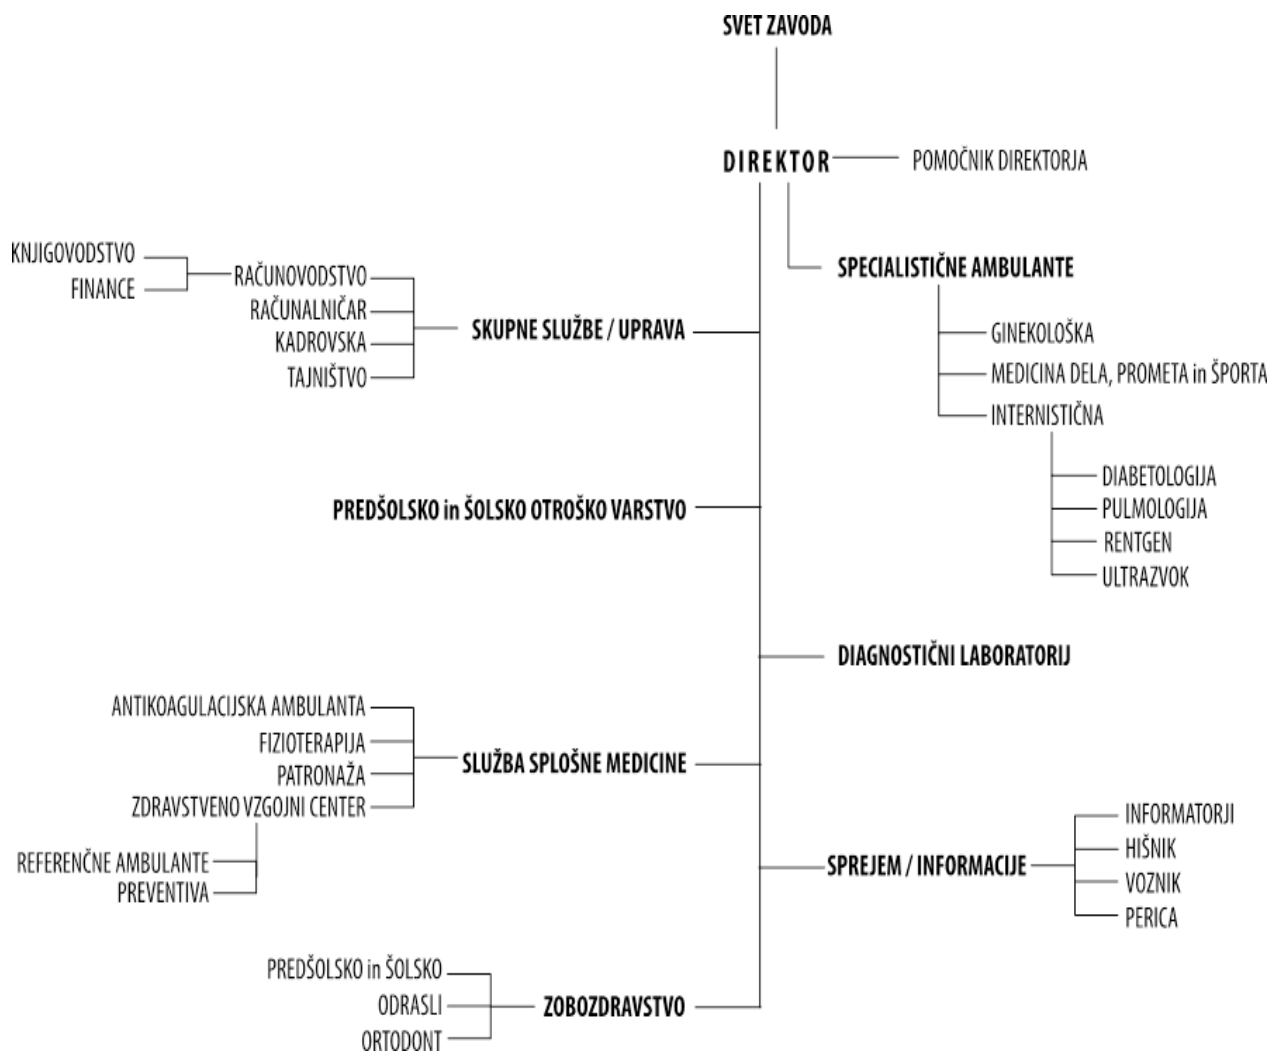 SVET ZAVODA
DIREKTOR
POMOČNIK DIREKTORJA
KNJIGOVODSTVO
FINANCE
RAČUNOVODSTVO
RAČUNALNIČAR
KADROVSKA
TAJNIŠTVO
SKUPNE SLUŽBE / UPRAVA
SPECIALISTIČNE AMBULANTE
GINEKOLOŠKA
MEDICINA DELA, PROMETA in ŠPORTA
INTERNISTIČNA
DIABETOLOGIJA
PULMOLOGIJA
RENTGEN
ULTRAZVOK
PREDŠOLSKO in ŠOLSKO OTROŠKO VARSTVO
DIAGNOSTIČNI LABORATORIJ
ANTIKOAGULACIJSKA AMBULANTA
FIZIOTERAPIJA
PATRONAŽA
ZDRAVSTVENO VZGOJNI CENTER
SLUŽBA SPLOŠNE MEDICINE
REFERENČNE AMBULANTE
PREVENTIVA
SPREJEM / INFORMACIJE
INFORMATORJI
HIŠNIK
VOZNIK
PERICA
PREDŠOLSKO in ŠOLSKO
ODRASLI
ORTODONT
ZOBOZDRAVSTVO